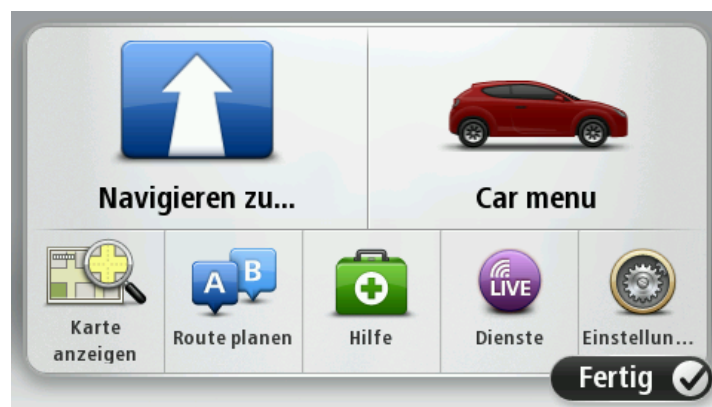 Navigieren zu...
Car menu
A
B
LIVE
Karte
anzeigen
Route planen
Hilfe
Dienste
Einstellun...
Fertig